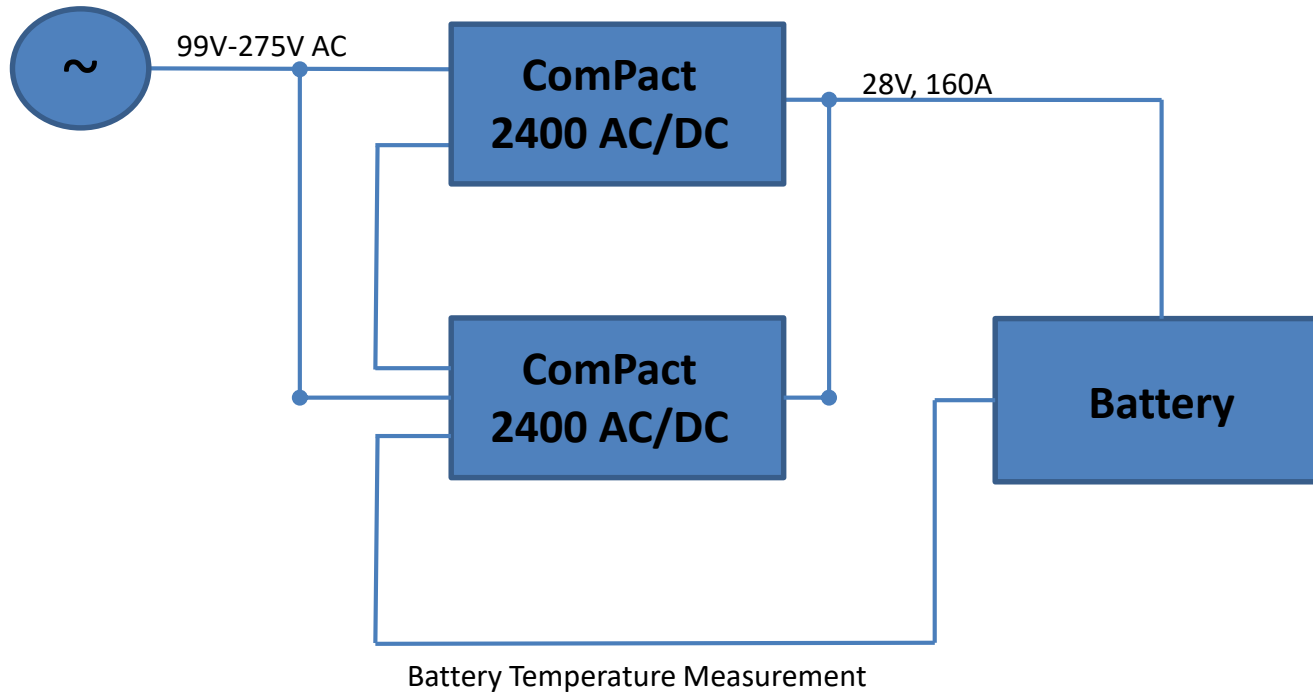 ~
99V-275V AC
ComPact
2400 AC/DC
28V, 160A
ComPact
2400 AC/DC
Battery
Battery Temperature Measurement